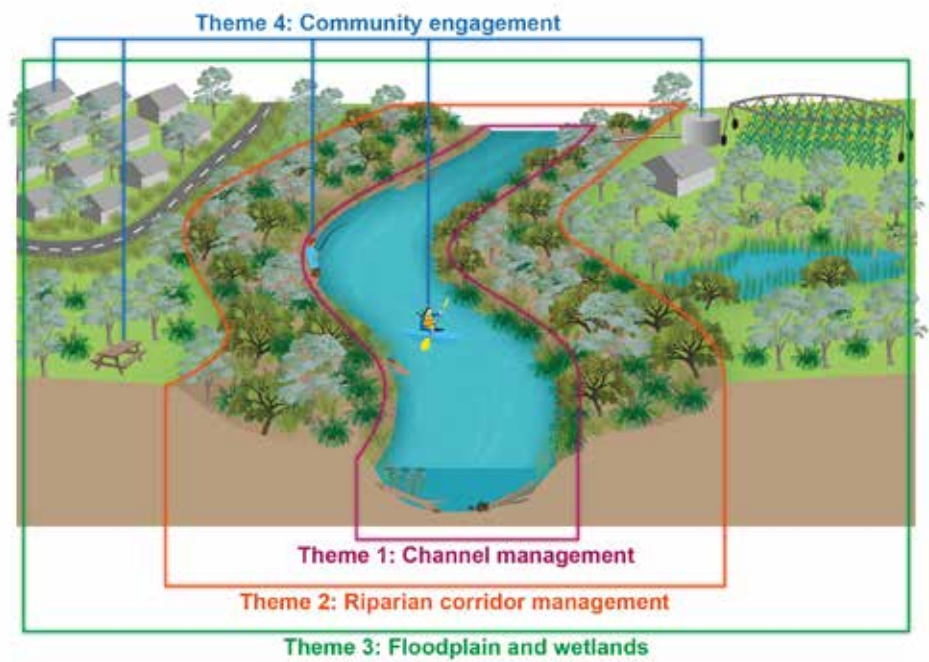 Theme 4: Community engagement
Theme 1: Channel management
Theme 2: Riparian corridor management
Theme 3: Floodplain and wetlands